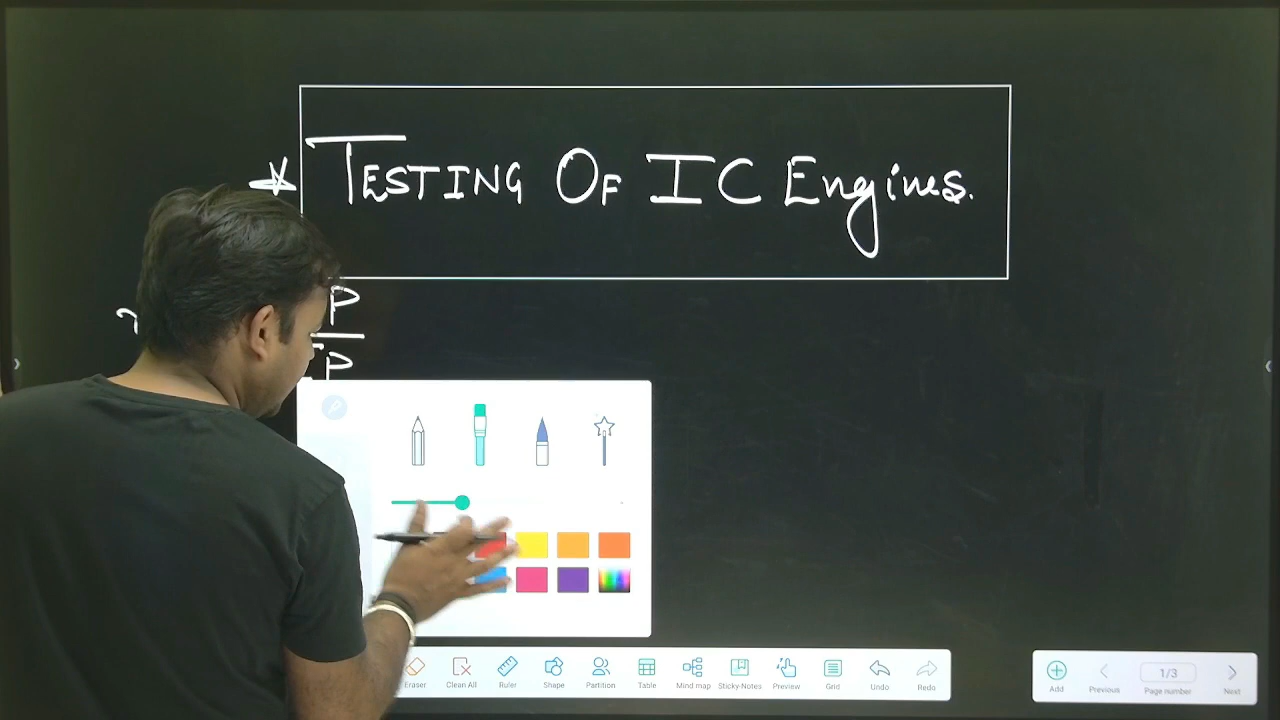 * TESTING OF IC Engines.
P
IP
Eraser Clean All Ruler Shape Partition Table Mind map Sticky-Notes Preview Grid Undo Redo
Add Previous 1/3 Page number Next